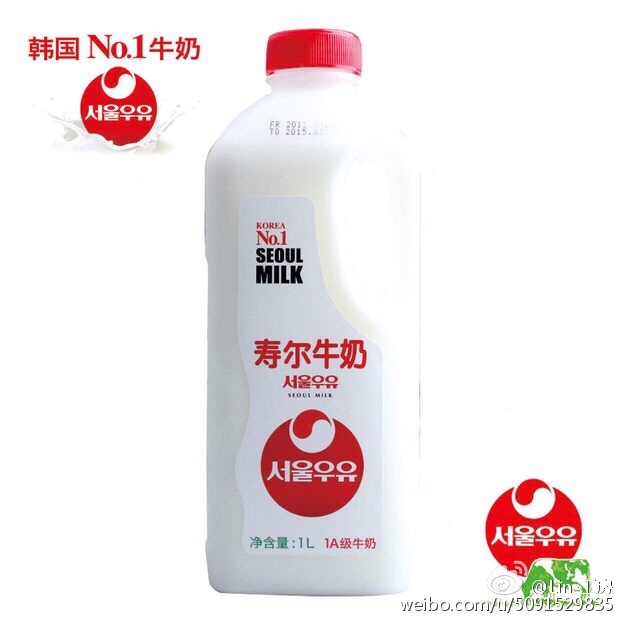 韩国 No.1 牛奶
서울우유
KOREA
No.1
SEOUL
MILK
寿尔牛奶
서울우유
SEOUL MiLK
서울우유
净含量:1L 1A级牛奶
서울우유
weibo.com/u/5091529835